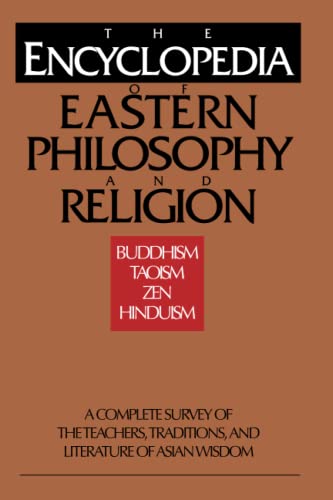 THE
ENCYCLOPEDIA
OF
EASTERN
PHILOSOPHY
AND
RELIGION
BUDDHISM
TAOISM
ZEN
HINDUISM
A COMPLETE SURVEY OF
THE TEACHERS, TRADITIONS, AND
LITERATURE OF ASIAN WISDOM